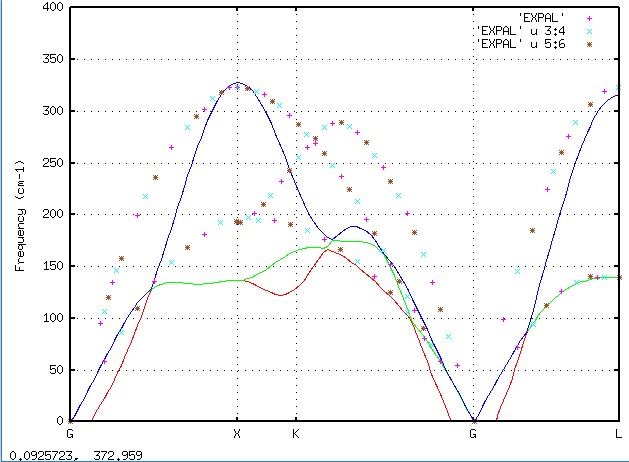 400
350
300
250
200
150
100
50
0
Frequency (cm-1)
'EXPAL'
'EXPAL' u 3:4
'EXPAL' u 5:6
G X K G L
0.0925723, 372.959